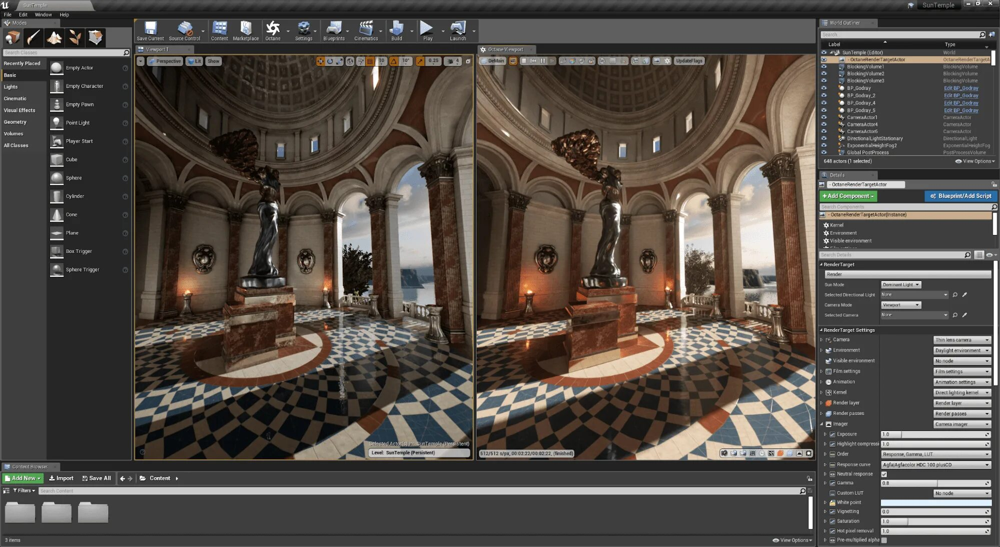 SunTemple
SunTemple
File Edit Window Help
Modes
Search Classes
Recently Placed
Basic
Lights
Cinematic
Visual Effects
Geometry
Volumes
All Classes
Empty Actor
Empty Character
Empty Pawn
Point Light
Player Start
Cube
Sphere
Cylinder
Cone
Plane
Box Trigger
Sphere Trigger
Save Current
Source Control
Content
Marketplace
Octane
Settings
Blueprints
Cinematics
Build
Play
Launch
Viewport 1
Perspective Lit Show
10 10° 0.25 4
Selected Actor(s) in: SunTemple (Persistent)
Level: SunTemple (Persistent)
Octane Viewport
DeMain
UpdateFlags
512/512 s/px, 00:02:22/00:02:22, (finished)
World Outliner
Search...
Label Type
SunTemple (Editor) World
- OctaneRenderTargetActor OctaneRenderTargetA
BlockingVolume1 BlockingVolume
BlockingVolume2 BlockingVolume
BlockingVolume3 BlockingVolume
BP_Godray Edit BP_Godray
BP_Godray_2 Edit BP_Godray
BP_Godray_4 Edit BP_Godray
BP_Godray_5 Edit BP_Godray
CameraActor1 CameraActor
CameraActor4 CameraActor
CameraActor6 CameraActor
DirectionalLightStationary DirectionalLight
ExponentialHeightFog2 ExponentialHeightFog
Global PostProcess PostProcessVolume
648 actors (1 selected) View Options
Details
- OctaneRenderTargetActor
+Add Component Blueprint/Add Script
Search Components
- OctaneRenderTargetActor(Instance)
Kernel
Environment
Visible environment
Film settings
Search Details
RenderTarget
Render
Sun Mode Dominant Light
Selected Directional Light None
Camera Mode Viewport
Selected Camera None
RenderTarget Settings
Camera Thin lens camera
Environment Daylight environment
Visible environment No node
Film settings Film settings
Animation Animation settings
Kernel Direct lighting kernel
Render layer Render layer
Render passes Render passes
Imager Camera imager
Exposure 1.0
Highlight compressi 1.0
Order Response, Gamma, LUT
Response curve Agfa|Agfacolor HDC 100 plusCD
Neutral response
Gamma 0.8
Custom LUT No node
White point
Vignetting 0.0
Saturation 1.0
Hot pixel removal 1.0
Pre-multiplied alpha
Content Browser
Add New Import Save All Content
Filters Search Content
3 items View Options